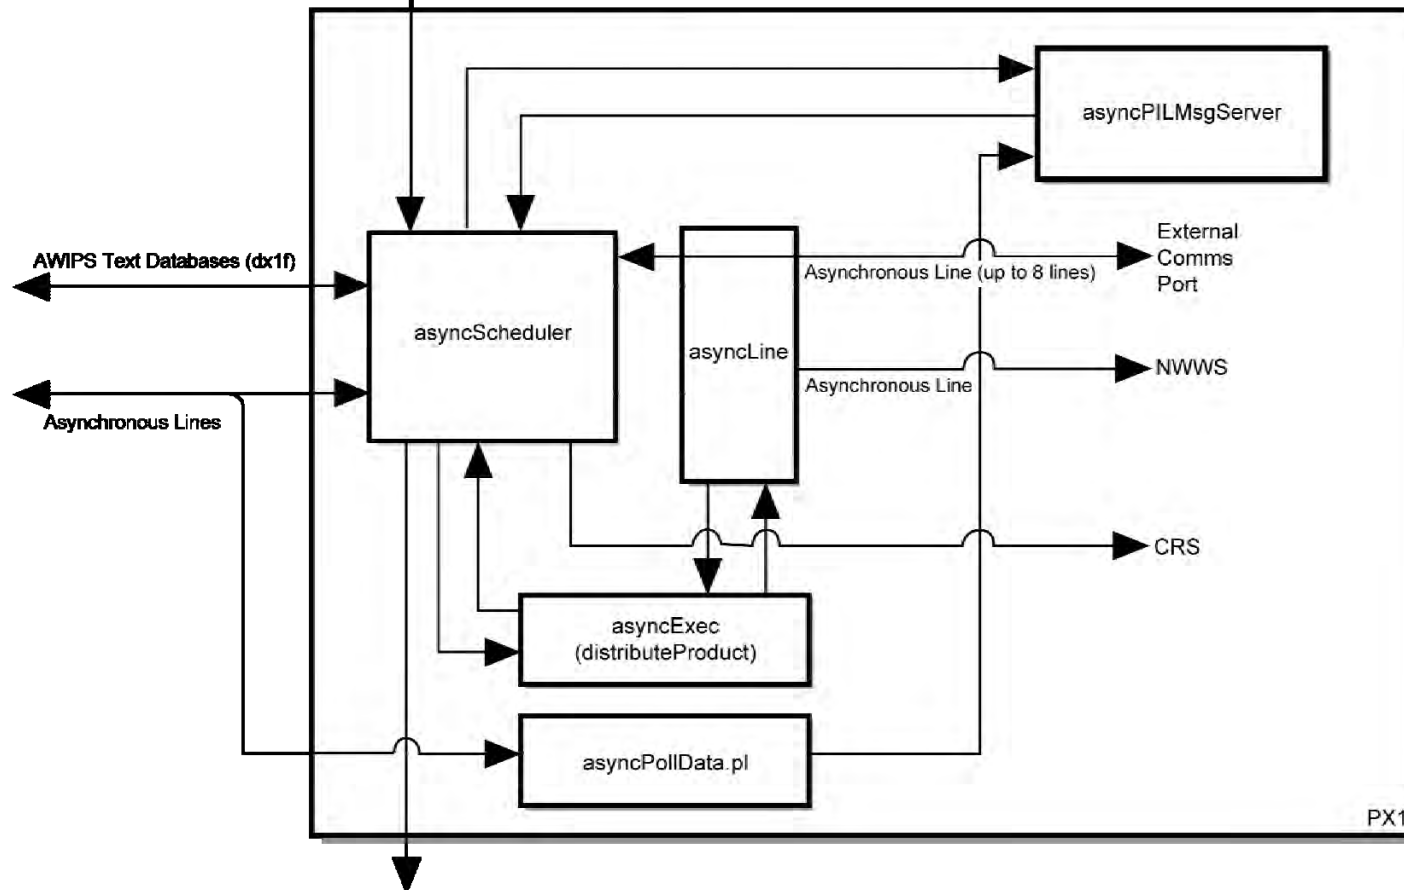 asyncPILMsgServer
External
Comms
Port
AWIPS Text Databases (dx1f)
Asynchronous Line (up to 8 lines)
asyncScheduler
asyncLine
NWWS
Asynchronous Line
Asynchronous Lines
CRS
asyncExec
(distributeProduct)
asyncPollData.pl
PX1